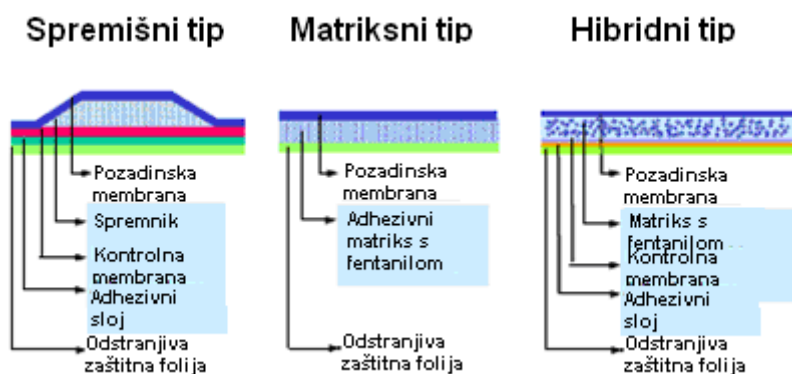 Spremišni tip
Pozadinska
membrana
Spremnik
Kontrolna
membrana
Adhezivni
sloj
Odstranjiva
zaštitna folija
Matriksni tip
Pozadinska
membrana
Adhezivni
matriks s
fentanilom
Odstranjiva
zaštitna folija
Hibridni tip
Pozadinska
membrana
Matriks s
fentanilom
Kontrolna
membrana
Adhezivni
sloj
Odstranjiva
zaštitna folija